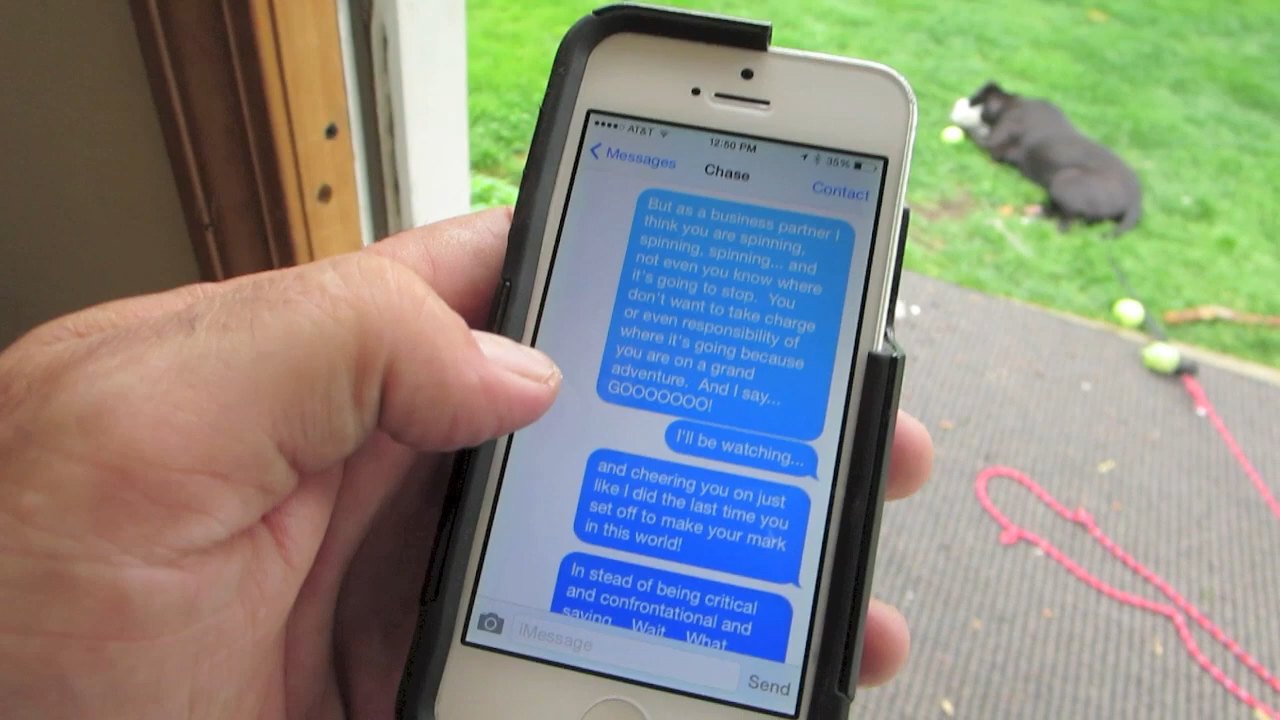 AT&T 12:50 PM 35%
Messages Chase Contact
But as a business partner I
think you are spinning,
spinning, spinning... and
not even you know where
it's going to stop. You
don't want to take charge
or even responsibility of
where it's going because
you are on a grand
adventure. And I say...
GOOOOOOO!
I'll be watching...
and cheering you on just
like I did the last time you
set off to make your mark
in this world!
In stead of being critical
and confrontational and
saying.. Wait... What
iMessage Send